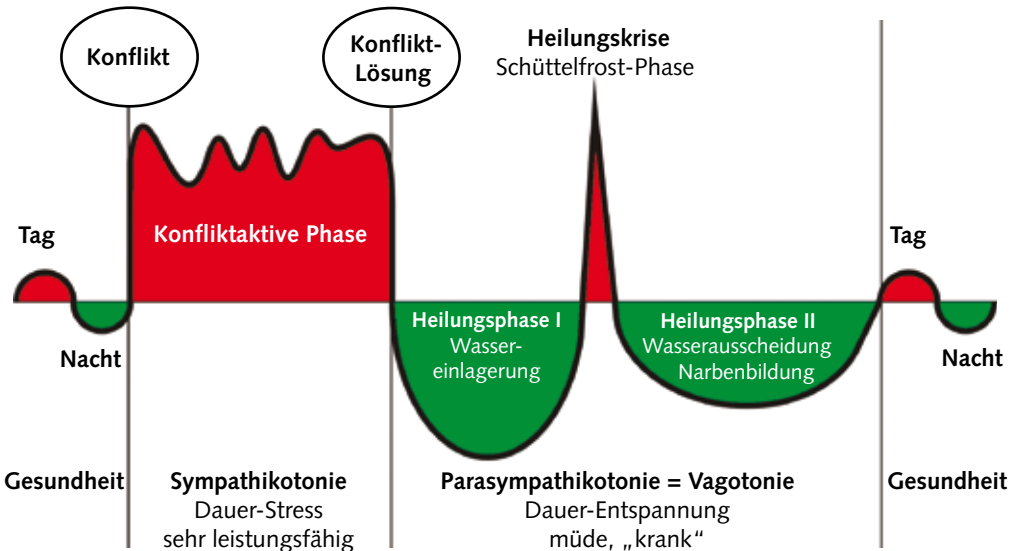 Konflikt
Konflikt-
Lösung
Heilungskrise
Schüttelfrost-Phase
Tag
Konfliktaktive Phase
Tag
Nacht
Heilungsphase I
Wasser-
einlagerung
Heilungsphase II
Wasserausscheidung
Narbenbildung
Nacht
Gesundheit
Sympathikotonie
Dauer-Stress
sehr leistungsfähig
Parasympathikotonie = Vagotonie
Dauer-Entspannung
müde, „krank“
Gesundheit